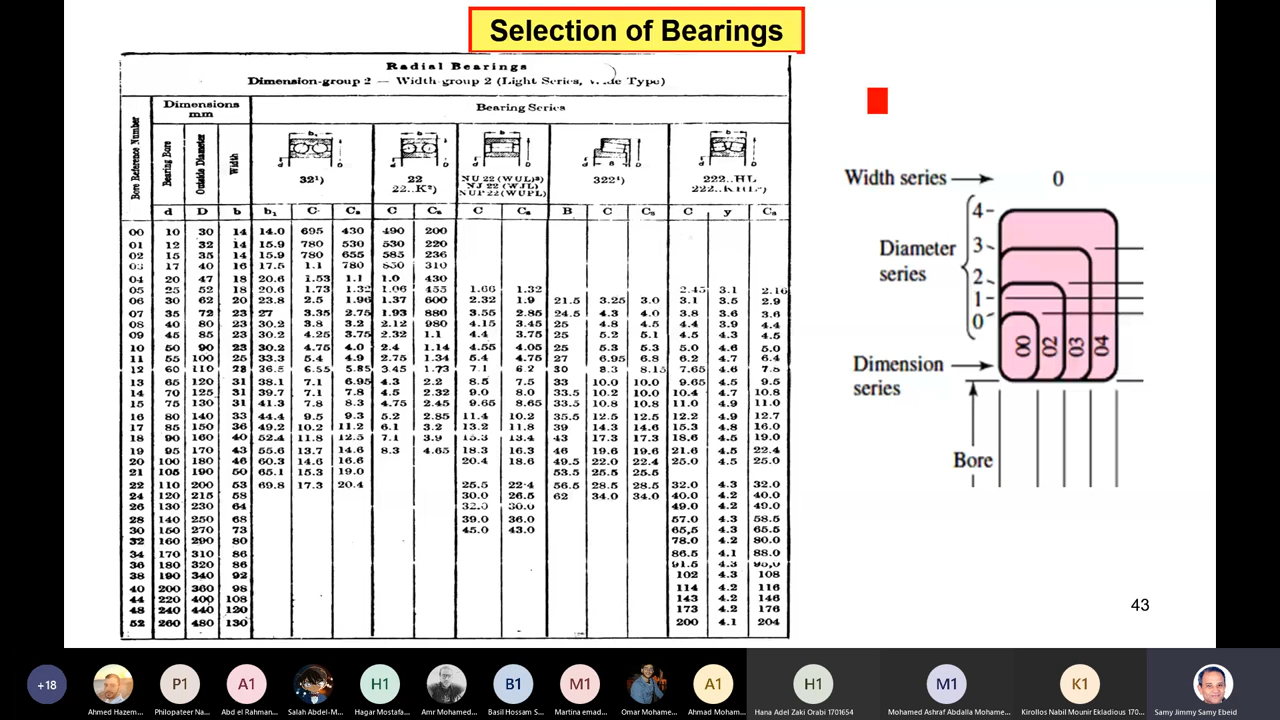 Selection of Bearings
Radial Bearings
Dimension-group 2 — Width-group 2 (Light Series, Type)
Bore Reference Number
Dimensions mm
Bearing Series
Bearing Bore
Outside Diameter
Width
32¹)
22
22..K²)
NU 22 (WUL)³)
NJ 22 (WJL)
NUP 22 (WUPL)
322⁴)
222..HL
d D b b₁ C Cₒ C Cₒ C Cₒ B C Cₒ C y Cₒ
00 10 30 14 14.0 695 430 490 200
01 12 32 14 15.9 780 530 530 220
02 15 35 14 15.9 780 655 585 236
03 17 40 16 17.5 1.1 780 850 310
04 20 47 18 20.6 1.53 1.1 1.0 430
05 25 52 18 20.6 1.73 1.32 1.06 455 1.66 1.32 2.45 3.1 2.16
06 30 62 20 23.8 2.5 1.96 1.37 600 2.32 1.9 21.5 3.25 3.0 3.1 3.5 2.9
07 35 72 23 27 3.35 2.75 1.93 880 3.55 2.85 24.5 4.3 4.0 3.8 3.6 3.6
08 40 80 23 30.2 3.8 3.2 2.12 980 4.15 3.45 25 4.8 4.5 4.4 3.9 4.4
09 45 85 23 30.2 4.25 3.75 2.32 1.1 4.4 3.75 25 5.2 5.1 4.5 4.3 4.5
10 50 90 23 30.2 4.75 4.0 2.4 1.14 4.55 4.05 25 5.3 5.3 5.0 4.6 5.0
11 55 100 25 33.3 5.4 4.9 2.75 1.34 5.4 4.75 27 6.95 6.8 6.2 4.7 6.4
12 60 110 28 36.5 6.55 5.85 3.45 1.73 7.1 6.2 30 8.3 8.15 7.65 4.6 7.8
13 65 120 31 38.1 7.1 6.95 4.3 2.2 8.5 7.5 33 10.0 10.0 9.65 4.5 9.5
14 70 125 31 39.7 7.1 7.8 4.5 2.32 9.0 8.0 33.5 10.2 10.0 10.4 4.7 10.8
15 75 130 31 41.3 7.8 8.3 4.75 2.45 9.65 8.65 33.5 10.8 10.8 11.0 4.9 11.0
16 80 140 33 44.4 9.5 9.3 5.2 2.85 11.4 10.2 35.5 12.5 12.5 12.2 4.9 12.7
17 85 150 36 49.2 10.2 11.2 6.1 3.2 13.2 11.8 39 14.3 14.6 15.3 4.8 16.0
18 90 160 40 52.4 11.8 12.5 7.1 3.9 15.3 13.4 43 17.3 17.3 18.6 4.5 19.0
19 95 170 43 55.6 13.7 14.6 8.3 4.65 18.3 16.3 46 19.6 19.6 21.6 4.5 22.4
20 100 180 46 60.3 14.6 16.6 20.4 18.6 49.5 22.0 22.4 25.0 4.5 25.0
21 105 190 50 65.1 15.3 19.0 53.5 25.5 25.5
22 110 200 53 69.8 17.3 20.4 25.5 22.4 56.5 28.5 28.5 32.0 4.3 32.0
24 120 215 58 30.0 26.5 62 34.0 34.0 40.0 4.2 40.0
26 130 230 64 32.0 30.0 49.0 4.2 49.0
28 140 250 68 39.0 36.0 57.0 4.3 58.5
30 150 270 73 45.0 43.0 65,5 4.3 65.5
32 160 290 80 78.0 4.2 80.0
34 170 310 86 86.5 4.1 88.0
36 180 320 86 91.5 4.3 95,0
38 190 340 92 102 4.3 108
40 200 360 98 114 4.2 116
44 220 400 108 143 4.2 146
48 240 440 120 173 4.2 176
52 260 480 130 200 4.1 204
Width series 0
Diameter series
4
3
2
1
0
00 02 03 04
Dimension series
Bore
43
+18 P1 A1 H1 B1 M1 A1 H1 M1 K1
Ahmed Hazem... Philopateer Na... Abd el Rahman... Salah Abdel-M... Hagar Mostafa... Amr Mohamed... Basil Hossam S... Martina emad... Omar Mohame... Ahmad Moham... Hana Adel Zaki Orabi 1701654 Mohamed Ashraf Abdalla Mohame... Kirollos Nabil Mounir Ekladious 170... Samy Jimmy Samy Ebeid